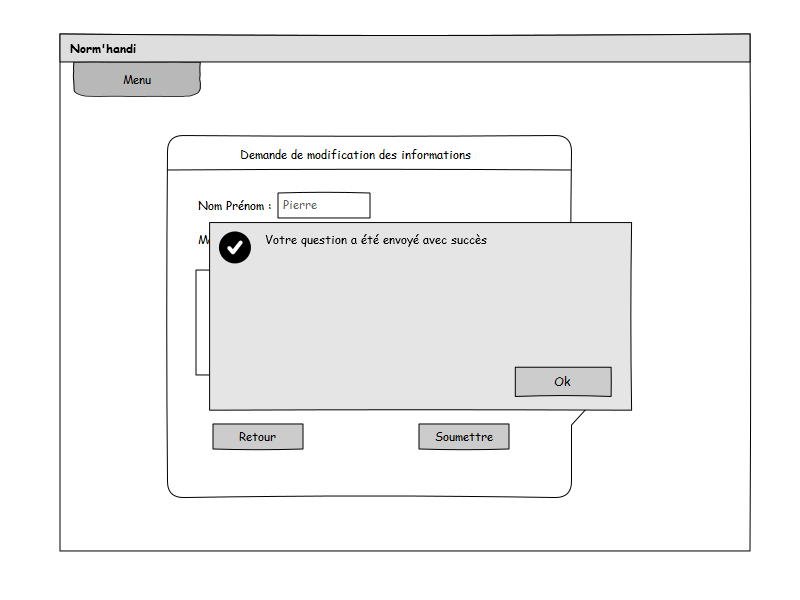 Norm'handi
Menu
Demande de modification des informations
Nom Prénom : Pierre
Votre question a été envoyé avec succès
Ok
Retour Soumettre